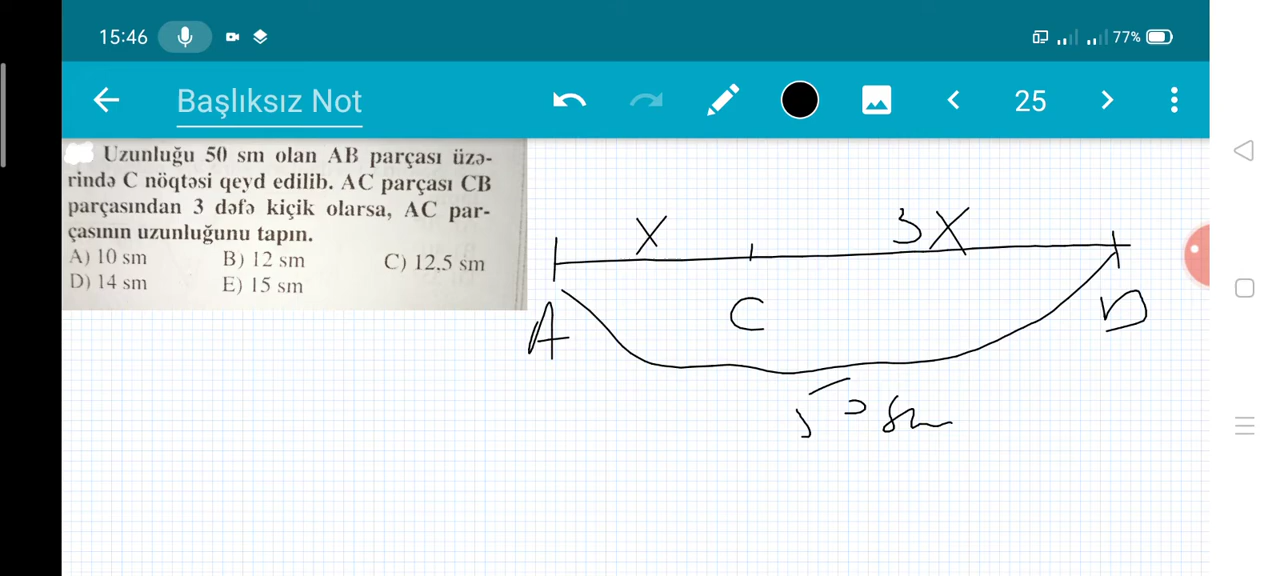 15:46
77%
Başlıksız Not
25
Uzunluğu 50 sm olan AB parçası üzə-
rində C nöqtəsi qeyd edilib. AC parçası CB
parçasından 3 dəfə kiçik olarsa, AC par-
çasının uzunluğunu tapın.
A) 10 sm B) 12 sm C) 12,5 sm
D) 14 sm E) 15 sm
X 3X
A C B
50 sm